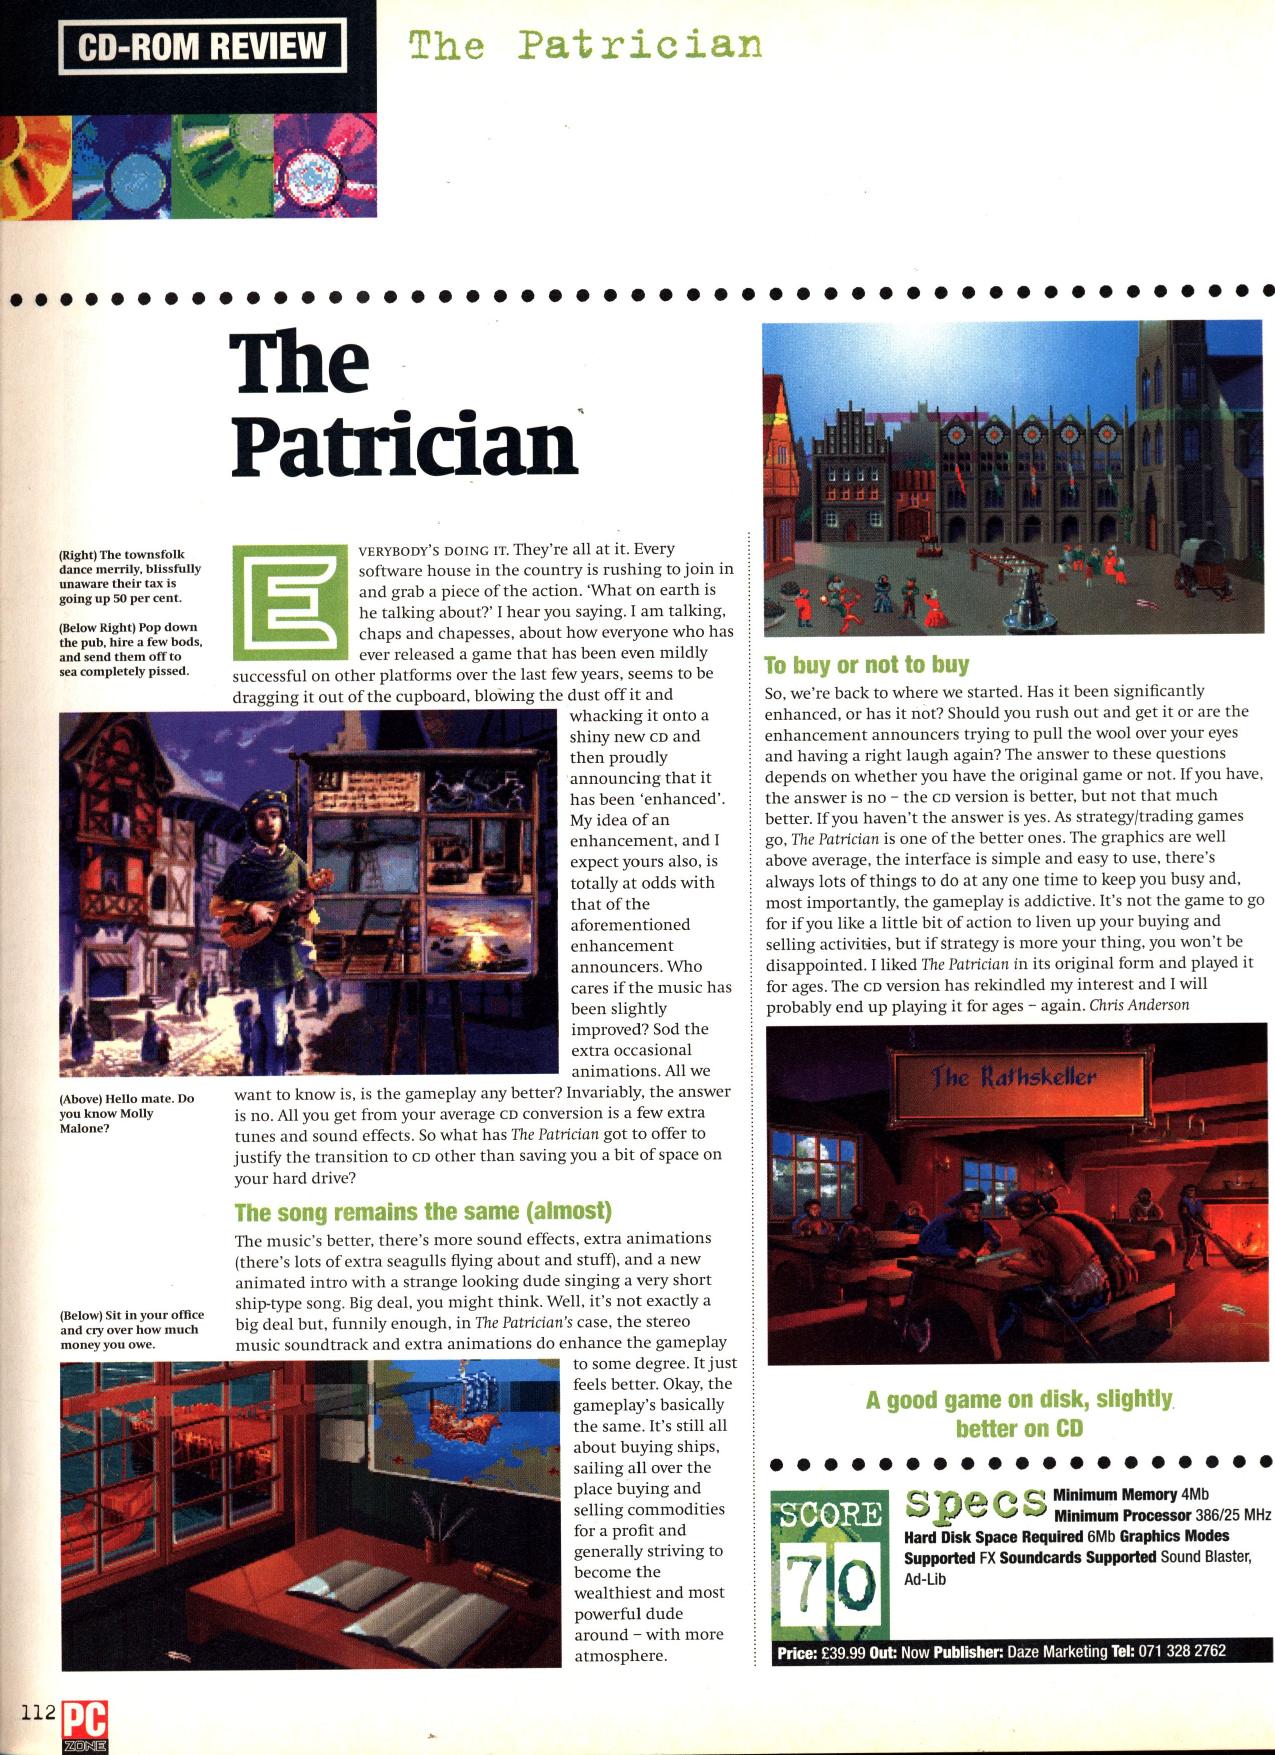 CD-ROM REVIEW
The Patrician
The
Patrician
(Right) The townsfolk
dance merrily, blissfully
unaware their tax is
going up 50 per cent.
(Below Right) Pop down
the pub, hire a few bods,
and send them off to
sea completely pissed.
EVERYBODY'S DOING IT. They're all at it. Every
software house in the country is rushing to join in
and grab a piece of the action. 'What on earth is
he talking about?' I hear you saying. I am talking,
chaps and chapesses, about how everyone who has
ever released a game that has been even mildly
successful on other platforms over the last few years, seems to be
dragging it out of the cupboard, blowing the dust off it and
whacking it onto a
shiny new CD and
then proudly
announcing that it
has been 'enhanced'.
My idea of an
enhancement, and I
expect yours also, is
totally at odds with
that of the
aforementioned
enhancement
announcers. Who
cares if the music has
been slightly
improved? Sod the
extra occasional
animations. All we
want to know is, is the gameplay any better? Invariably, the answer
is no. All you get from your average CD conversion is a few extra
tunes and sound effects. So what has The Patrician got to offer to
justify the transition to CD other than saving you a bit of space on
your hard drive?
(Above) Hello mate. Do
you know Molly
Malone?
The song remains the same (almost)
The music's better, there's more sound effects, extra animations
(there's lots of extra seagulls flying about and stuff), and a new
animated intro with a strange looking dude singing a very short
ship-type song. Big deal, you might think. Well, it's not exactly a
big deal but, funnily enough, in The Patrician's case, the stereo
music soundtrack and extra animations do enhance the gameplay
to some degree. It just
feels better. Okay, the
gameplay's basically
the same. It's still all
about buying ships,
sailing all over the
place buying and
selling commodities
for a profit and
generally striving to
become the
wealthiest and most
powerful dude
around – with more
atmosphere.
(Below) Sit in your office
and cry over how much
money you owe.
To buy or not to buy
So, we're back to where we started. Has it been significantly
enhanced, or has it not? Should you rush out and get it or are the
enhancement announcers trying to pull the wool over your eyes
and having a right laugh again? The answer to these questions
depends on whether you have the original game or not. If you have,
the answer is no – the CD version is better, but not that much
better. If you haven't the answer is yes. As strategy/trading games
go, The Patrician is one of the better ones. The graphics are well
above average, the interface is simple and easy to use, there's
always lots of things to do at any one time to keep you busy and,
most importantly, the gameplay is addictive. It's not the game to go
for if you like a little bit of action to liven up your buying and
selling activities, but if strategy is more your thing, you won't be
disappointed. I liked The Patrician in its original form and played it
for ages. The CD version has rekindled my interest and I will
probably end up playing it for ages – again. Chris Anderson
The Rathskeller
A good game on disk, slightly
better on CD
SCORE
70
specs Minimum Memory 4Mb
Minimum Processor 386/25 MHz
Hard Disk Space Required 6Mb Graphics Modes
Supported FX Soundcards Supported Sound Blaster,
Ad-Lib
Price: £39.99 Out: Now Publisher: Daze Marketing Tel: 071 328 2762
112 PC
ZONE